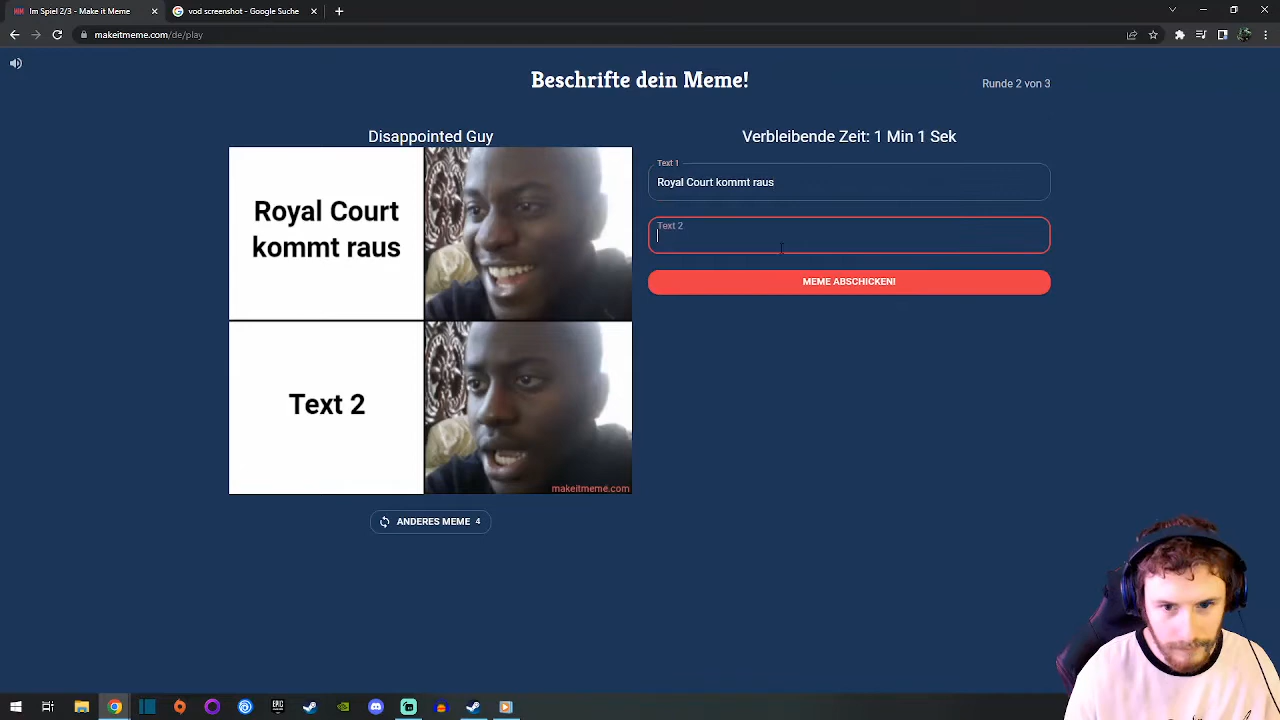 Im Spiel 2/3 - Make it Meme
vod screenshot - Google Suche
makeitmeme.com/de/play
Beschrifte dein Meme!
Runde 2 von 3
Disappointed Guy
Verbleibende Zeit: 1 Min 1 Sek
Text 1
Royal Court kommt raus
Text 2
MEME ABSCHICKEN!
Royal Court
kommt raus
Text 2
makeitmeme.com
ANDERES MEME 4
EPIC